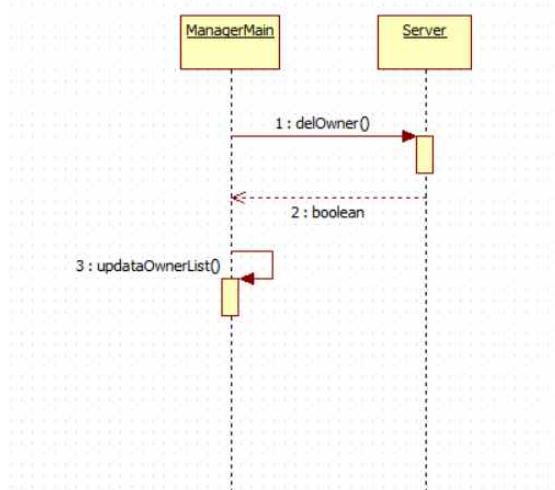 ManagerMain
Server
1 : delOwner()
2 : boolean
3 : updataOwnerList()